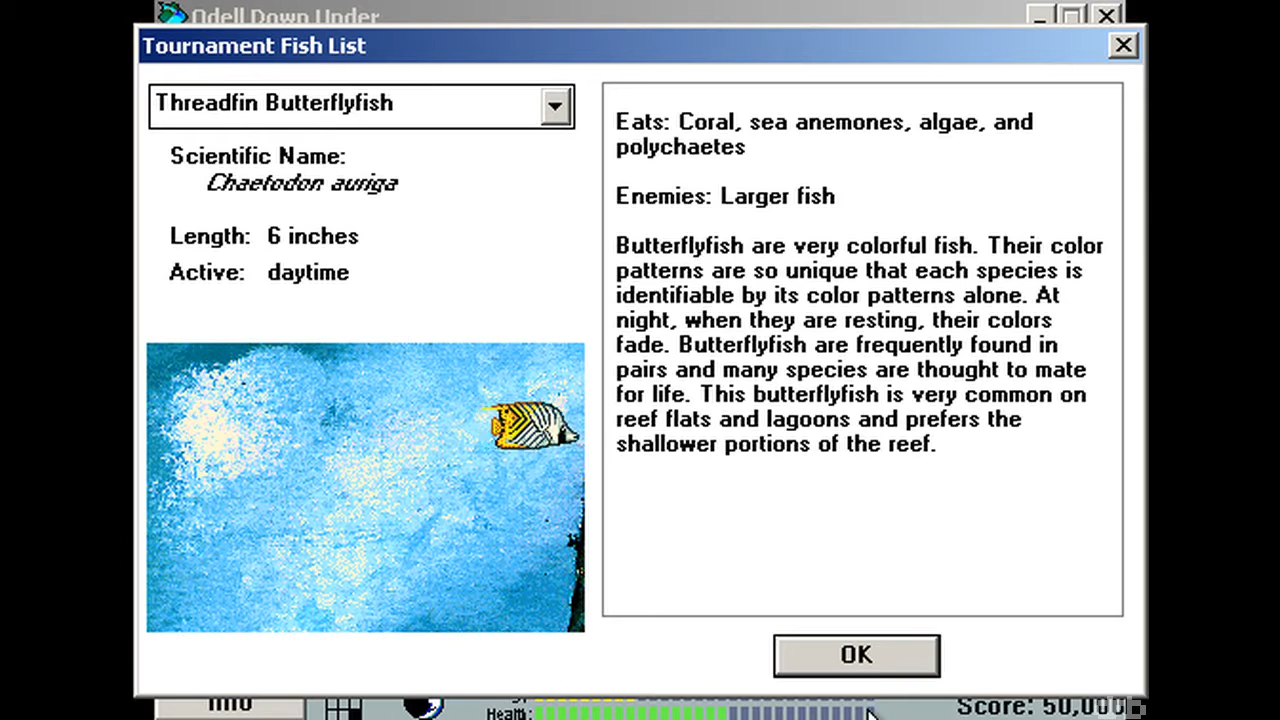 Odell Down Under
Tournament Fish List
Threadfin Butterflyfish
Scientific Name:
Chaetodon auriga
Length: 6 inches
Active: daytime
Eats: Coral, sea anemones, algae, and
polychaetes
Enemies: Larger fish
Butterflyfish are very colorful fish. Their color
patterns are so unique that each species is
identifiable by its color patterns alone. At
night, when they are resting, their colors
fade. Butterflyfish are frequently found in
pairs and many species are thought to mate
for life. This butterflyfish is very common on
reef flats and lagoons and prefers the
shallower portions of the reef.
OK
Info
Health:
Score: 50,000